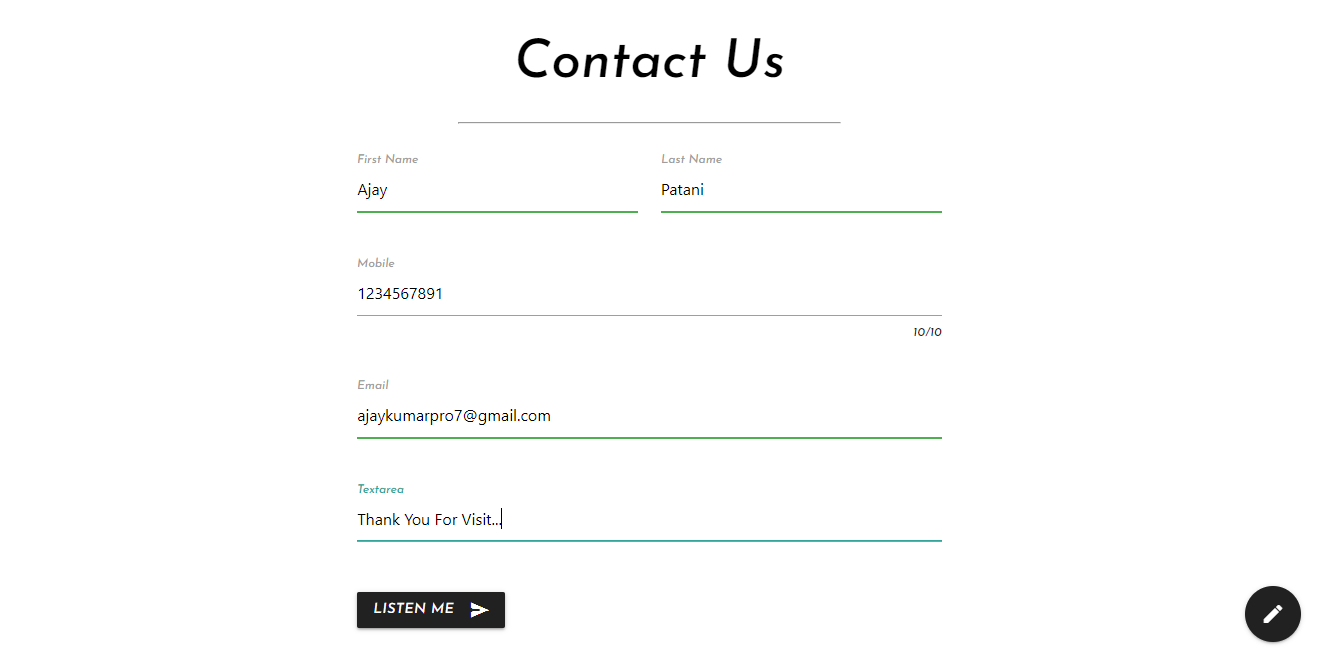 Contact Us
First Name Last Name
Ajay Patani
Mobile
1234567891
10/10
Email
ajaykumarpro7@gmail.com
Textarea
Thank You For Visit...
LISTEN ME